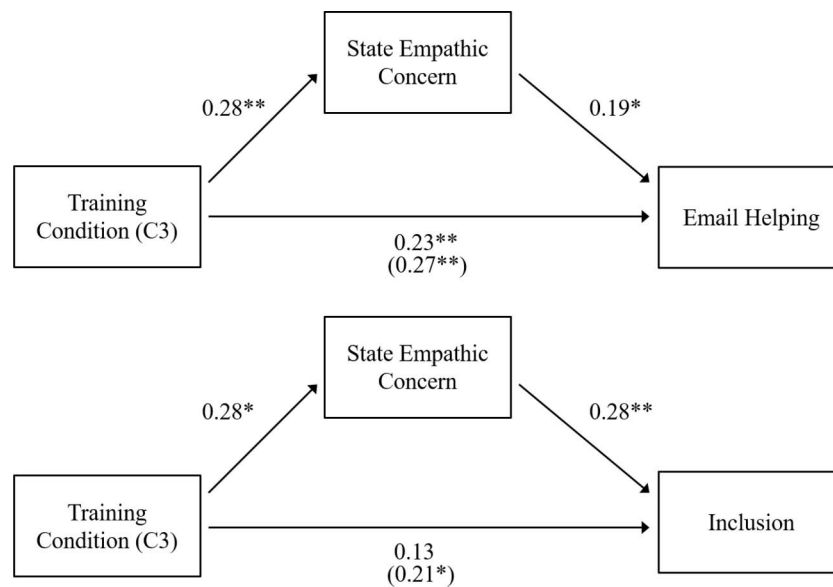 State Empathic
Concern
0.28**
0.19*
Training
Condition (C3)
Email Helping
0.23**
(0.27**)
State Empathic
Concern
0.28*
0.28**
Training
Condition (C3)
Inclusion
0.13
(0.21*)